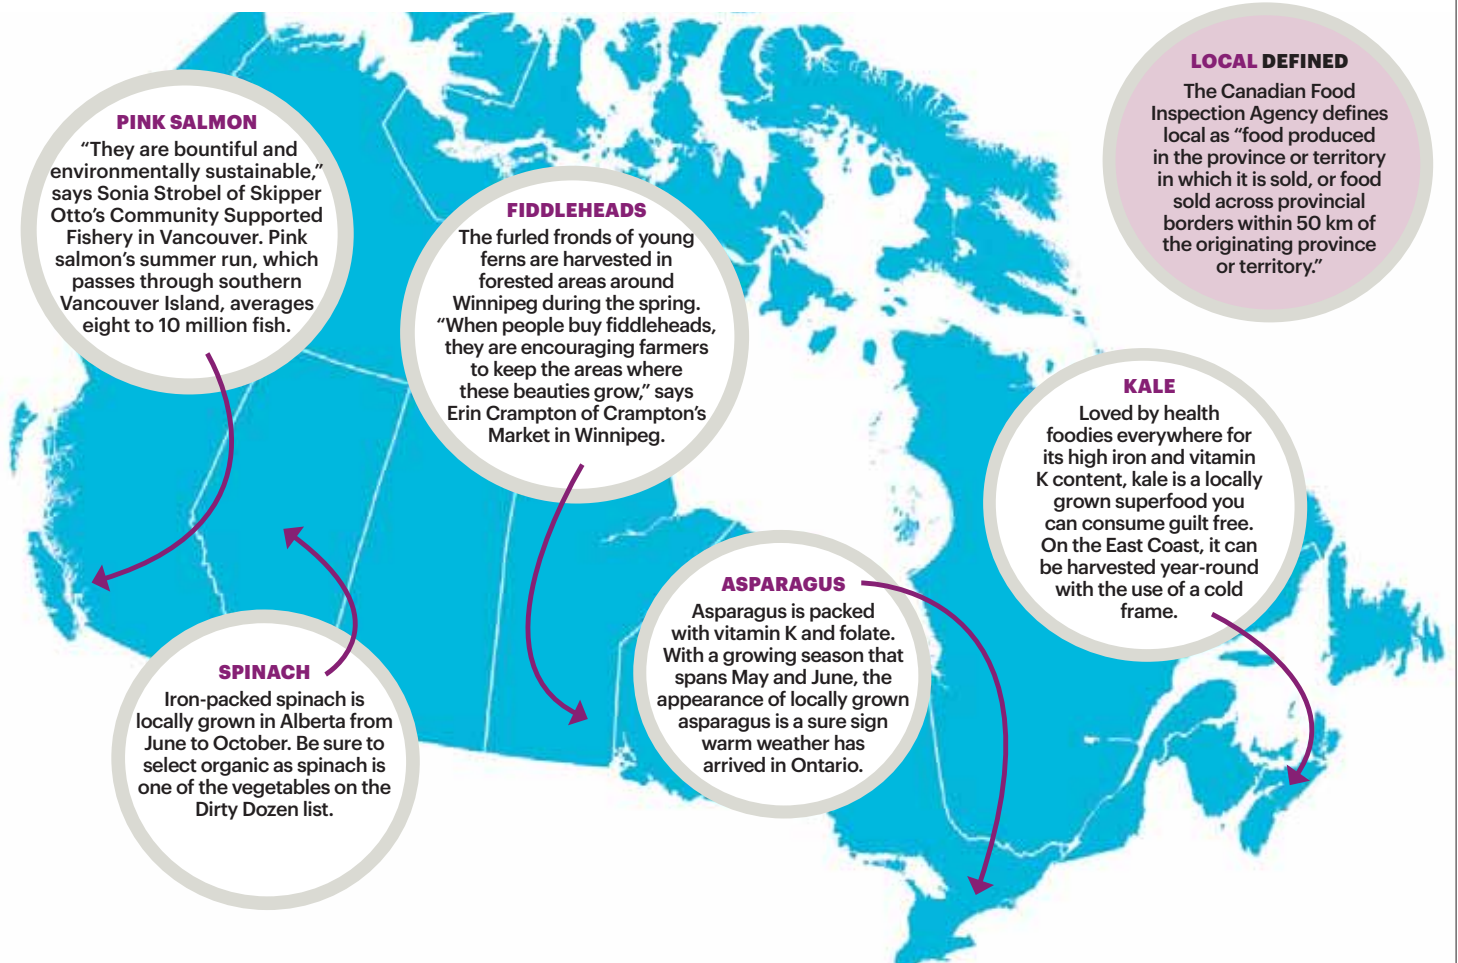 PINK SALMON
“They are bountiful and
environmentally sustainable,”
says Sonia Strobel of Skipper
Otto’s Community Supported
Fishery in Vancouver. Pink
salmon’s summer run, which
passes through southern
Vancouver Island, averages
eight to 10 million fish.
FIDDLEHEADS
The furled fronds of young
ferns are harvested in
forested areas around
Winnipeg during the spring.
“When people buy fiddleheads,
they are encouraging farmers
to keep the areas where
these beauties grow,” says
Erin Crampton of Crampton’s
Market in Winnipeg.
LOCAL DEFINED
The Canadian Food
Inspection Agency defines
local as “food produced
in the province or territory
in which it is sold, or food
sold across provincial
borders within 50 km of
the originating province
or territory.”
KALE
Loved by health
foodies everywhere for
its high iron and vitamin
K content, kale is a locally
grown superfood you
can consume guilt free.
On the East Coast, it can
be harvested year-round
with the use of a cold
frame.
ASPARAGUS
Asparagus is packed
with vitamin K and folate.
With a growing season that
spans May and June, the
appearance of locally grown
asparagus is a sure sign
warm weather has
arrived in Ontario.
SPINACH
Iron-packed spinach is
locally grown in Alberta from
June to October. Be sure to
select organic as spinach is
one of the vegetables on the
Dirty Dozen list.